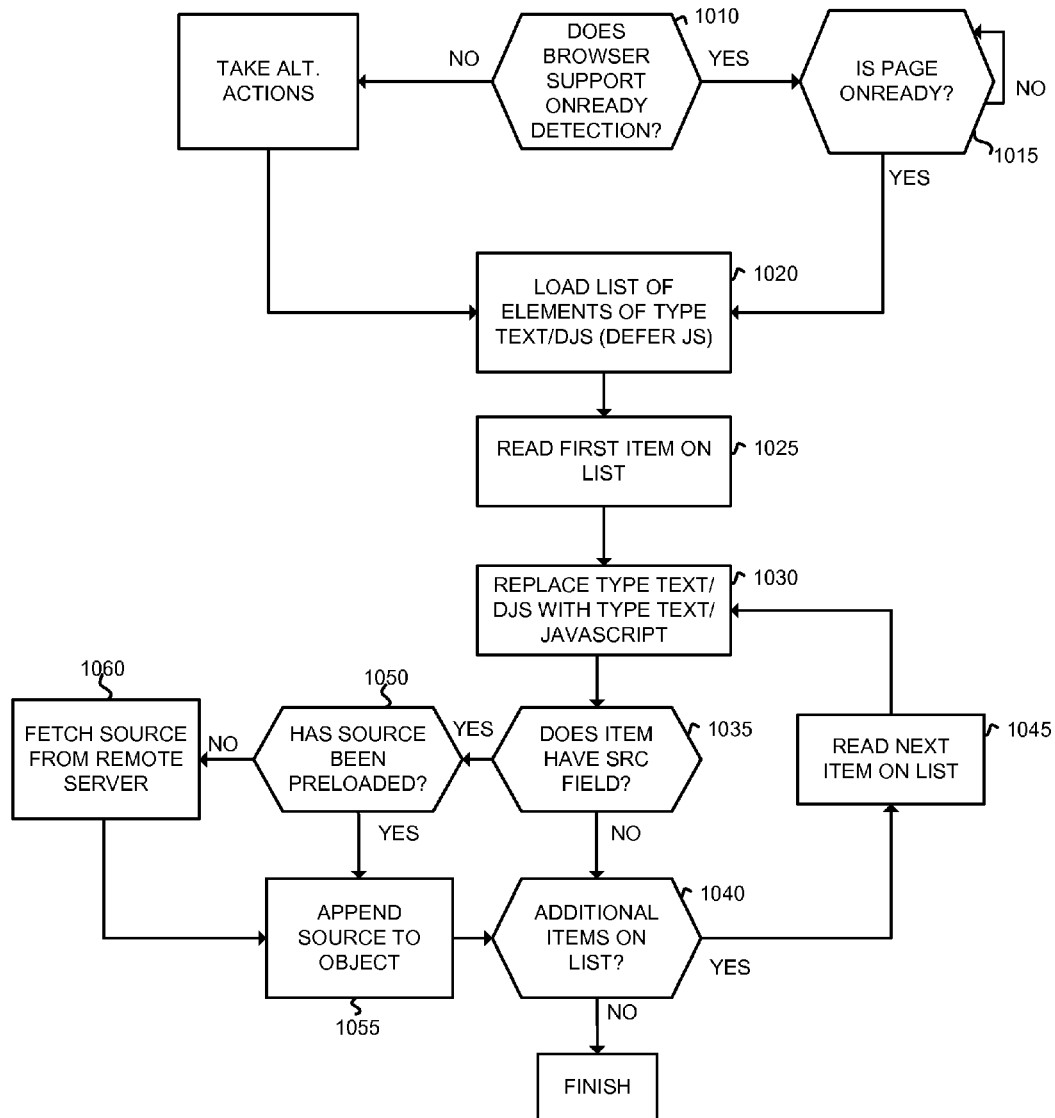 1010
DOES
BROWSER
SUPPORT
ONREADY
DETECTION?
NO
YES
TAKE ALT.
ACTIONS
IS PAGE
ONREADY?
NO
1015
YES
LOAD LIST OF
ELEMENTS OF TYPE
TEXT/DJS (DEFER JS)
1020
READ FIRST ITEM ON
LIST
1025
REPLACE TYPE TEXT/
DJS WITH TYPE TEXT/
JAVASCRIPT
1030
1060
FETCH SOURCE
FROM REMOTE
SERVER
NO
1050
HAS SOURCE
BEEN
PRELOADED?
YES
DOES ITEM
HAVE SRC
FIELD?
1035
READ NEXT
ITEM ON LIST
1045
YES
NO
APPEND
SOURCE TO
OBJECT
1055
ADDITIONAL
ITEMS ON
LIST?
1040
YES
NO
FINISH